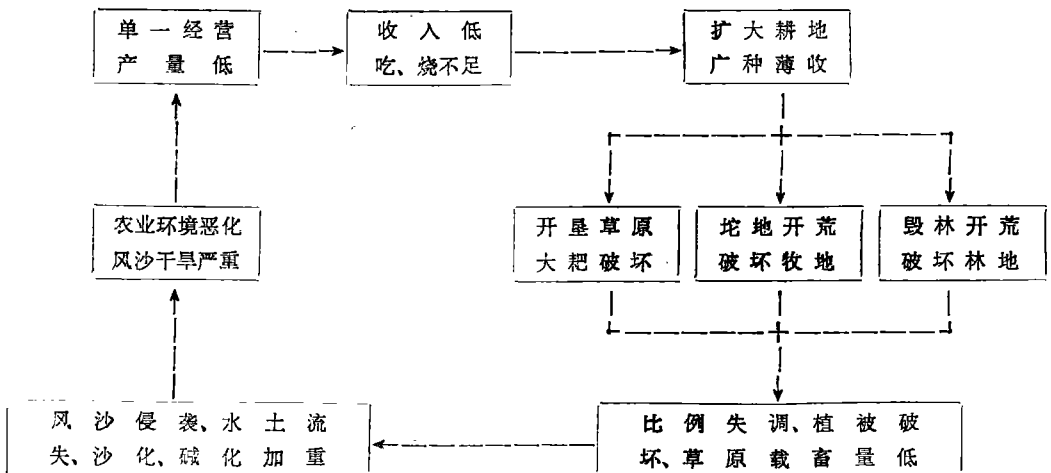 单一经营
产量低
收入低
吃、烧不足
扩大耕地
广种薄收
开垦草原
大耙破坏
坨地开荒
破坏牧地
毁林开荒
破坏林地
比例失调、植被破
坏、草原载畜量低
风沙侵袭、水土流
失、沙化、碱化加重
农业环境恶化
风沙干旱严重